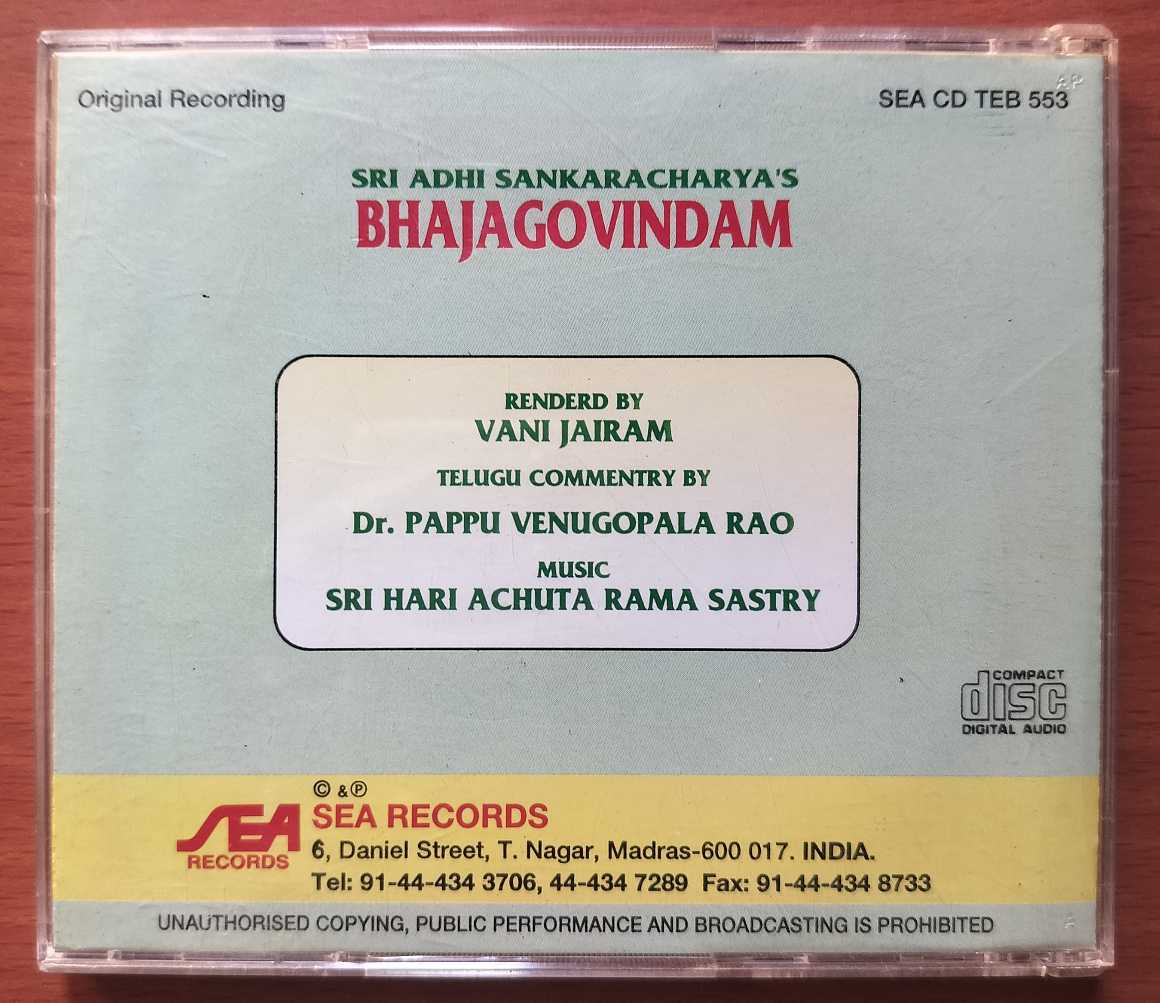 Original Recording
SEA CD TEB 553
SRI ADHI SANKARACHARYA'S
BHAJAGOVINDAM
RENDERD BY
VANI JAIRAM
TELUGU COMMENTRY BY
Dr. PAPPU VENUGOPALA RAO
MUSIC
SRI HARI ACHUTA RAMA SASTRY
COMPACT
disc
DIGITAL AUDIO
© & ℗
SEA
RECORDS
SEA RECORDS
6, Daniel Street, T. Nagar, Madras-600 017. INDIA.
Tel: 91-44-434 3706, 44-434 7289 Fax: 91-44-434 8733
UNAUTHORISED COPYING, PUBLIC PERFORMANCE AND BROADCASTING IS PROHIBITED